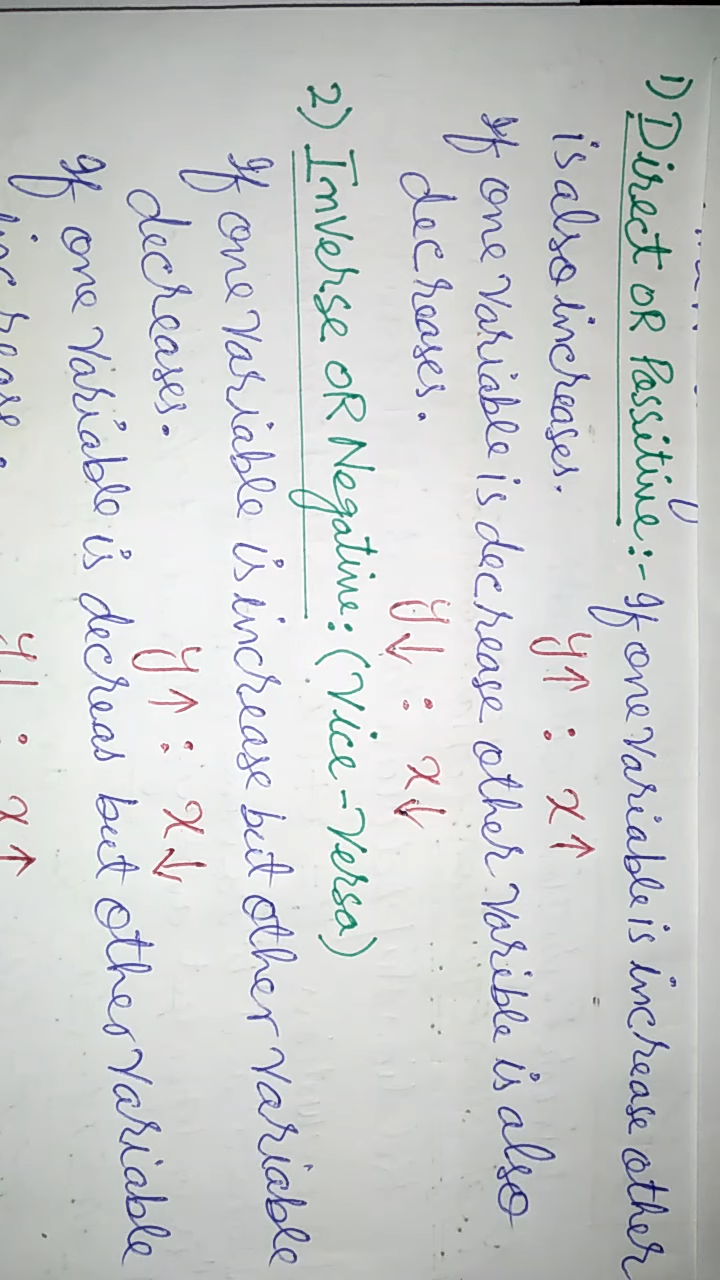 1) Direct OR Possitive :- If one Variable is increase other
is also increases.
y↑ : x↑
If one Variable is decrease other Varible is also
decreases.
y↓ : x↓
2) Inverse OR Negative : (Vice-Versa)
If one Variable is increase but other Variable
decreases.
y↑ : x↓
If one Variable is decreas but other Variable
increase.
y↓ : x↑